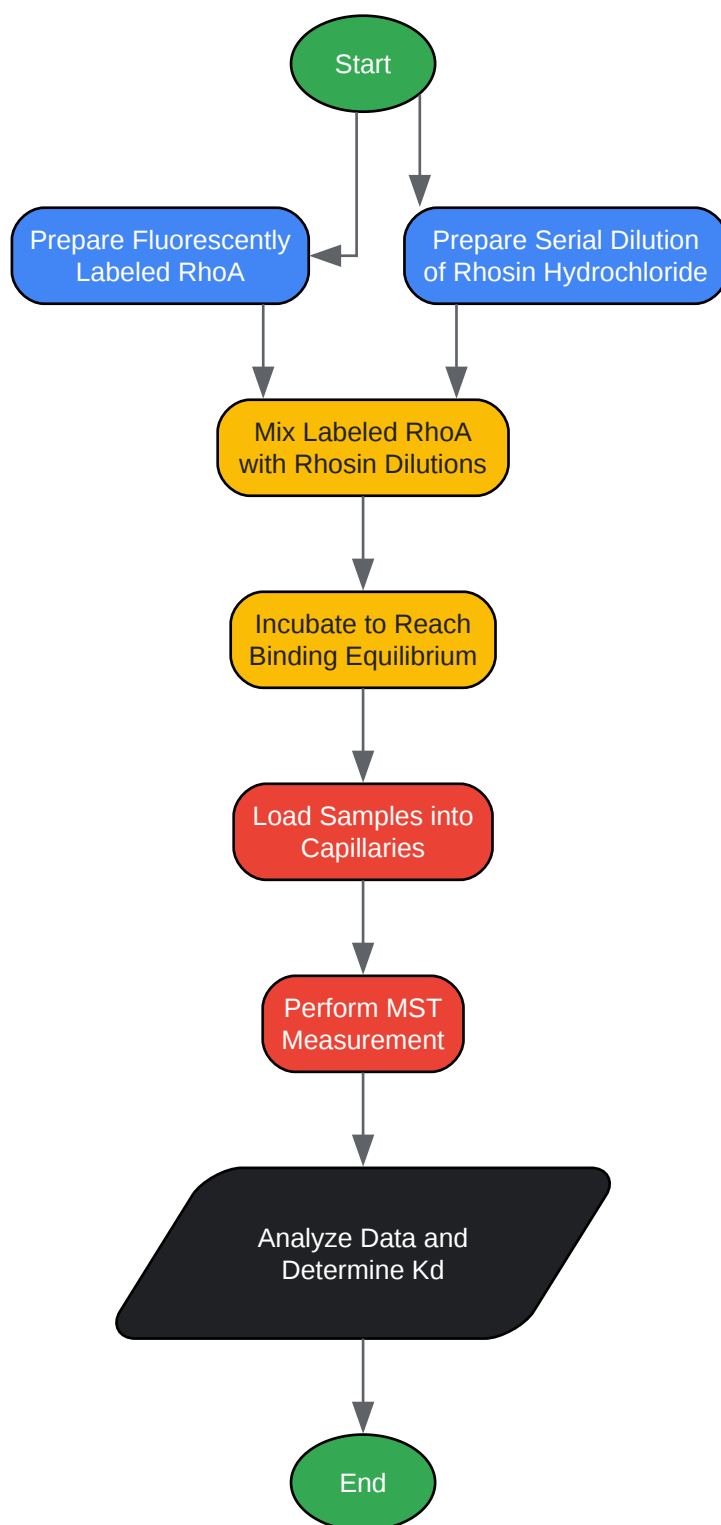 Start
Prepare Fluorescently
Labeled RhoA
Prepare Serial Dilution
of Rhosin Hydrochloride
Mix Labeled RhoA
with Rhosin Dilutions
Incubate to Reach
Binding Equilibrium
Load Samples into
Capillaries
Perform MST
Measurement
Analyze Data and
Determine Kd
End